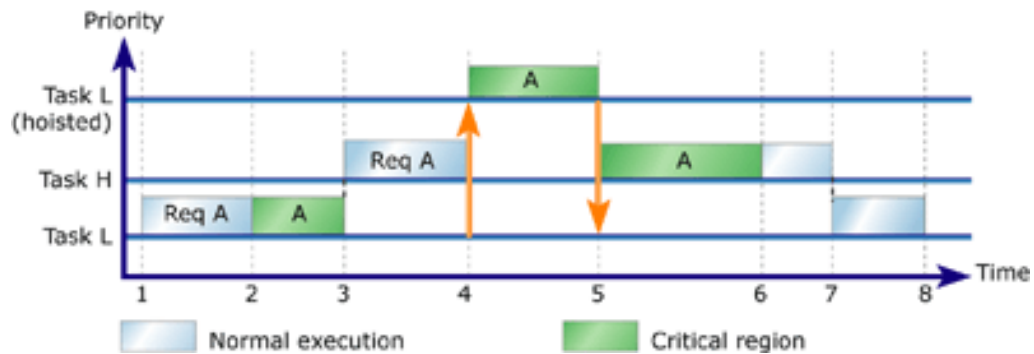 Priority
Task L
(hoisted)
A
Req A
A
Task H
Req A
A
Task L
Time
1 2 3 4 5 6 7 8
Normal execution
Critical region